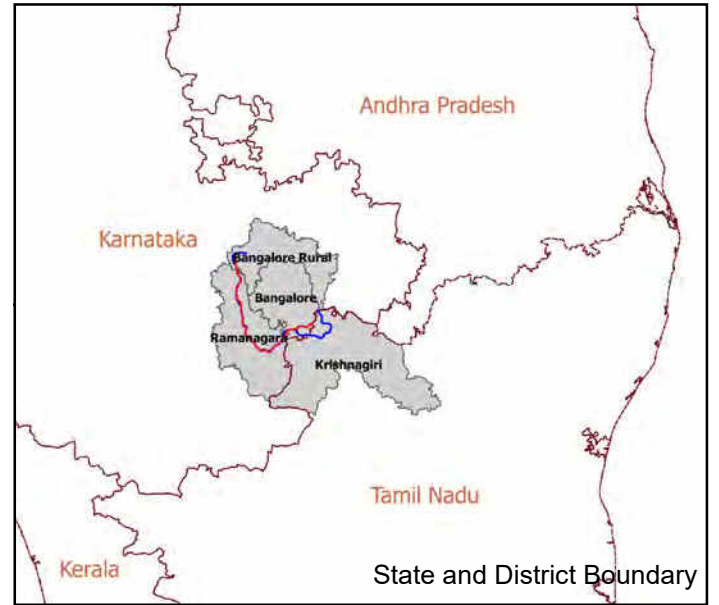 Andhra Pradesh
Karnataka
Bangalore Rural
Bangalore
Ramanagara
Krishnagiri
Tamil Nadu
Kerala
State and District Boundary